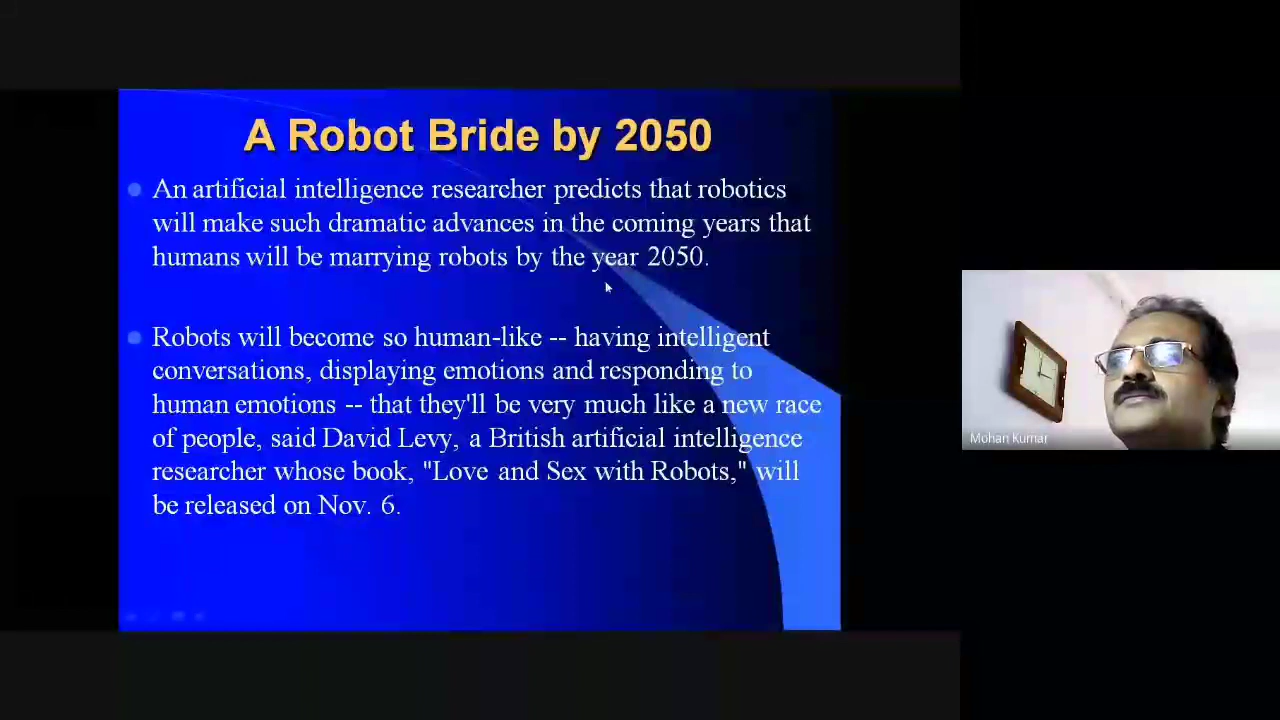 A Robot Bride by 2050
An artificial intelligence researcher predicts that robotics
will make such dramatic advances in the coming years that
humans will be marrying robots by the year 2050.
Robots will become so human-like -- having intelligent
conversations, displaying emotions and responding to
human emotions -- that they'll be very much like a new race
of people, said David Levy, a British artificial intelligence
researcher whose book, "Love and Sex with Robots," will
be released on Nov. 6.
Mohan Kumar